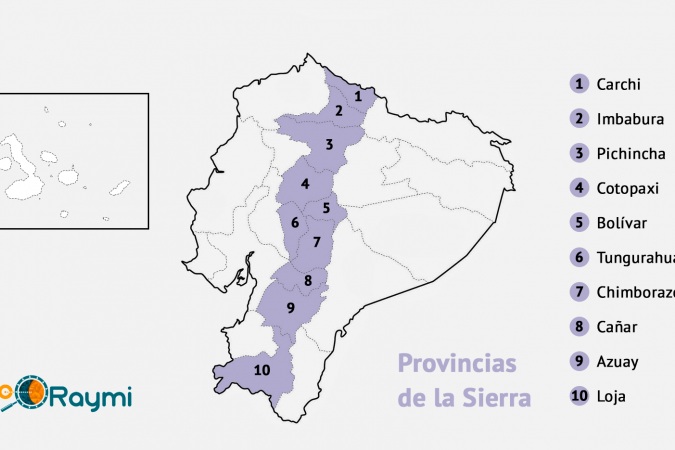 1
2
3
4
5
6
7
8
9
10
1 Carchi
2 Imbabura
3 Pichincha
4 Cotopaxi
5 Bolívar
6 Tungurahua
7 Chimborazo
8 Cañar
9 Azuay
10 Loja
Provincias
de la Sierra
Raymi